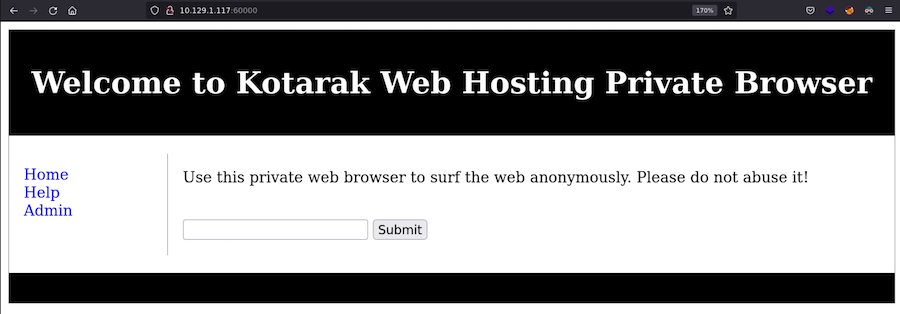 10.129.1.117:60000
170%
Welcome to Kotarak Web Hosting Private Browser
Home
Help
Admin
Use this private web browser to surf the web anonymously. Please do not abuse it!
Submit